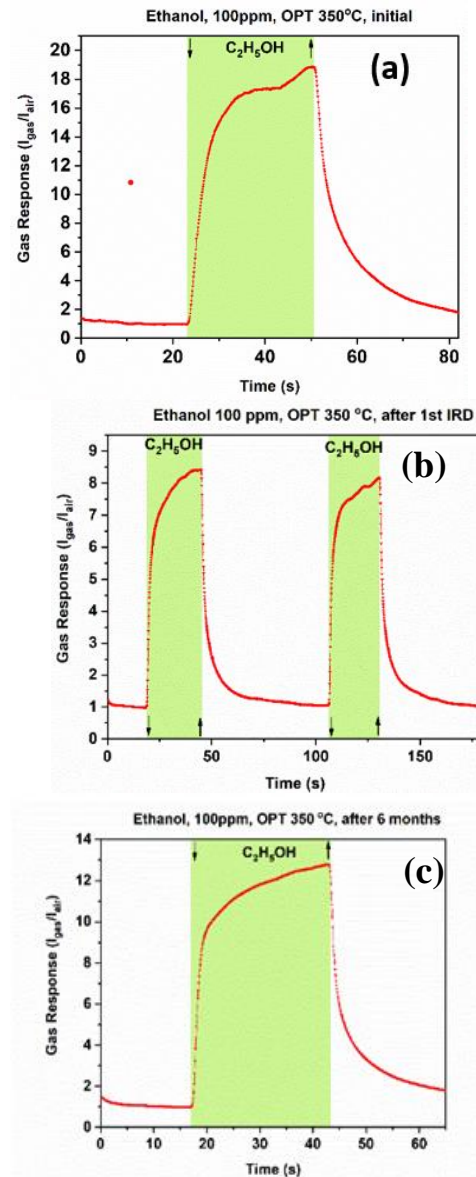 Ethanol, 100ppm, OPT 350°C, initial
C₂H₅OH
(a)
20
18
16
14
12
10
8
6
4
2
0
Gas Response (Igas/Iair)
0 20 40 60 80
Time (s)
Ethanol 100 ppm, OPT 350 °C, after 1st IRD
C₂H₅OH C₂H₅OH
(b)
9
8
7
6
5
4
3
2
1
0
Gas Response (Igas/Iair)
0 50 100 150
Time (s)
Ethanol, 100ppm, OPT 350 °C, after 6 months
C₂H₅OH
(c)
14
12
10
8
6
4
2
0
Gas Response (Igas/Iair)
0 20 40 60
Time (s)